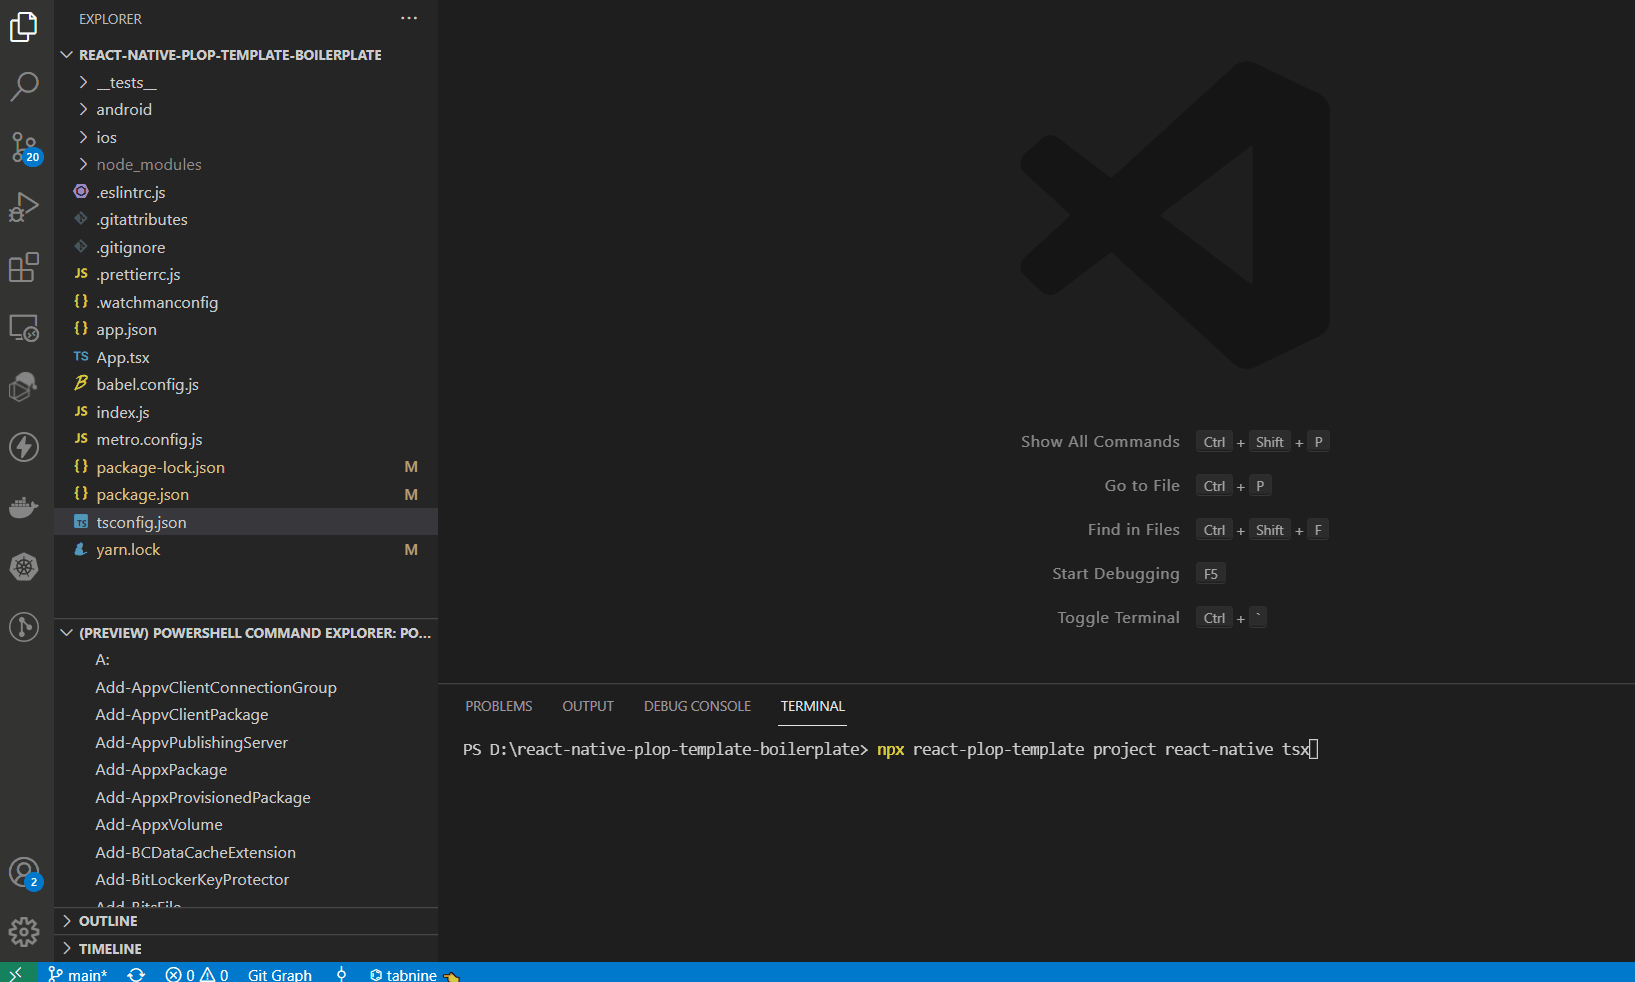 EXPLORER
REACT-NATIVE-PLOP-TEMPLATE-BOILERPLATE
__tests__
android
ios
node_modules
.eslintrc.js
.gitattributes
.gitignore
JS .prettierrc.js
{} .watchmanconfig
{} app.json
TS App.tsx
babel.config.js
JS index.js
JS metro.config.js
{} package-lock.json M
{} package.json M
TS tsconfig.json
yarn.lock M
(PREVIEW) POWERSHELL COMMAND EXPLORER: PO...
A:
Add-AppvClientConnectionGroup
Add-AppvClientPackage
Add-AppvPublishingServer
Add-AppxPackage
Add-AppxProvisionedPackage
Add-AppxVolume
Add-BCDataCacheExtension
Add-BitLockerKeyProtector
Add-BitsFile
OUTLINE
TIMELINE
20
2
Show All Commands Ctrl + Shift + P
Go to File Ctrl + P
Find in Files Ctrl + Shift + F
Start Debugging F5
Toggle Terminal Ctrl + `
PROBLEMS OUTPUT DEBUG CONSOLE TERMINAL
PS D:\react-native-plop-template-boilerplate> npx react-plop-template project react-native tsx
main* 0 0 Git Graph tabnine